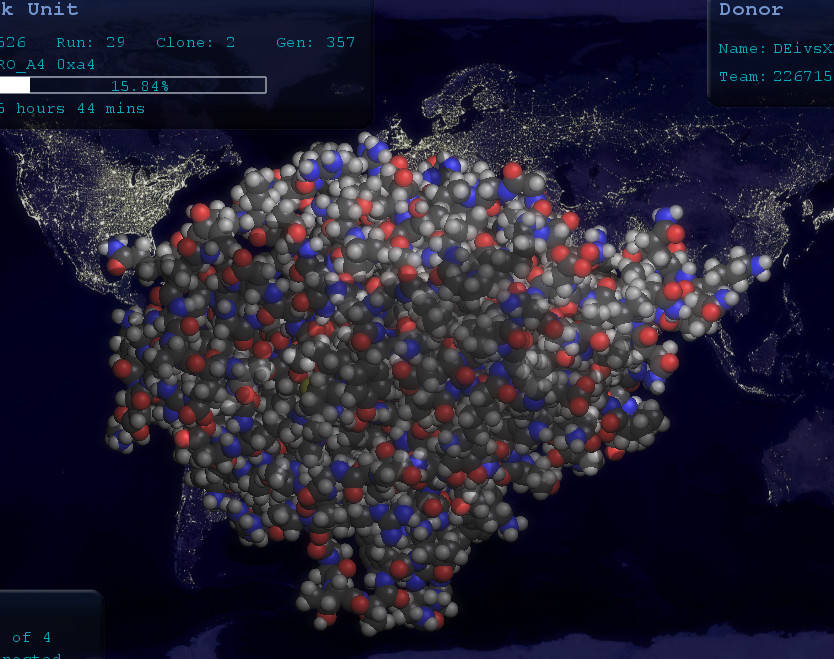 k Unit
626 Run: 29 Clone: 2 Gen: 357
RO_A4 0xa4
15.84%
6 hours 44 mins
Donor
Name: DEivsX
Team: 226715
of 4